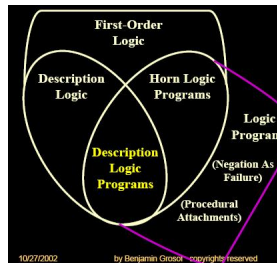 First-Order
Logic
Description
Logic
Horn Logic
Programs
Logic
Program
Description
Logic
Programs
(Negation As
Failure)
(Procedural
Attachments)
10/27/2002
by Benjamin Grosof copyrights reserved